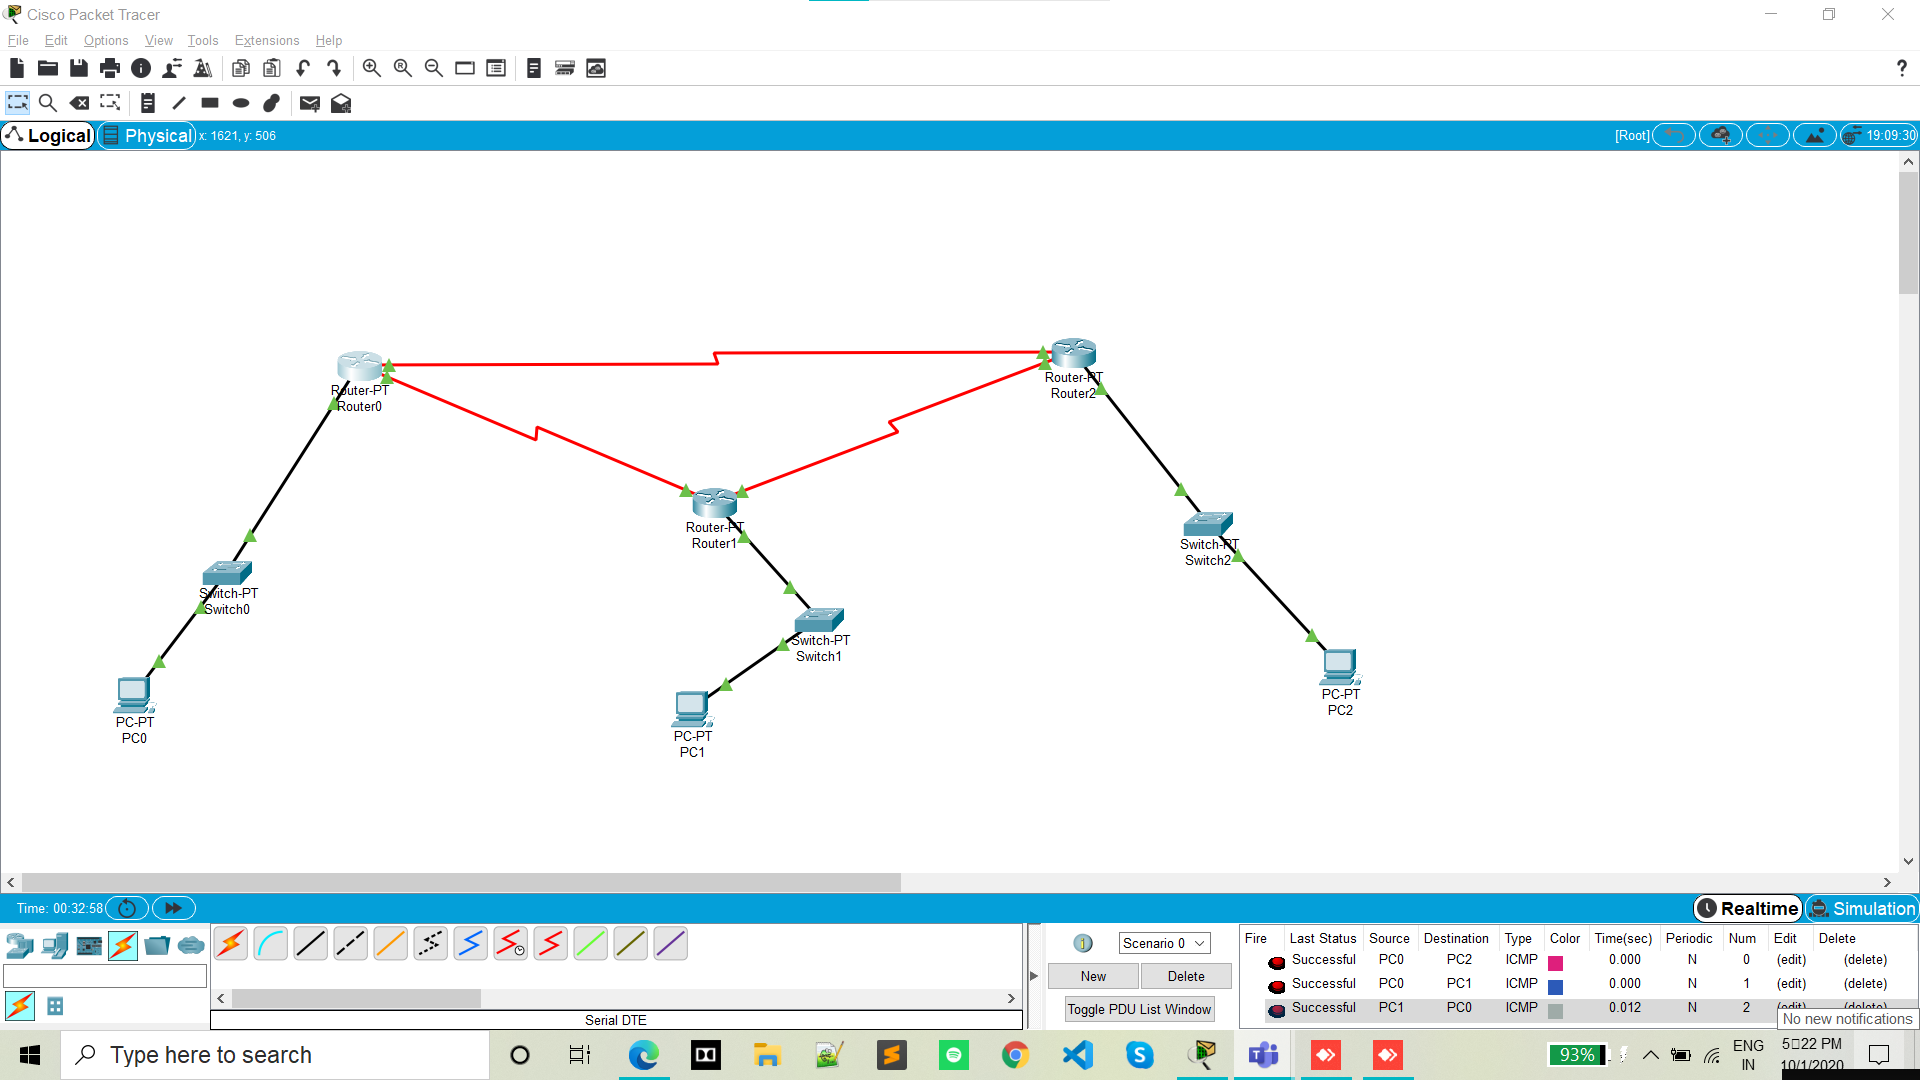 Cisco Packet Tracer
File Edit Options View Tools Extensions Help
?
Logical Physical x: 1621, y: 506 [Root] 19:09:30
Router-PT
Router0
Router-PT
Router2
Router-PT
Router1
Switch-PT
Switch2
Switch-PT
Switch0
Switch-PT
Switch1
PC-PT
PC2
PC-PT
PC0
PC-PT
PC1
Time: 00:32:58 Realtime Simulation
Scenario 0
New Delete
Toggle PDU List Window
Serial DTE
Fire Last Status Source Destination Type Color Time(sec) Periodic Num Edit Delete
Successful PC0 PC2 ICMP 0.000 N 0 (edit) (delete)
Successful PC0 PC1 ICMP 0.000 N 1 (edit) (delete)
Successful PC1 PC0 ICMP 0.012 N 2 (edit) (delete)
No new notifications
Type here to search
93%
ENG
IN
5▯22 PM
10/1/2020